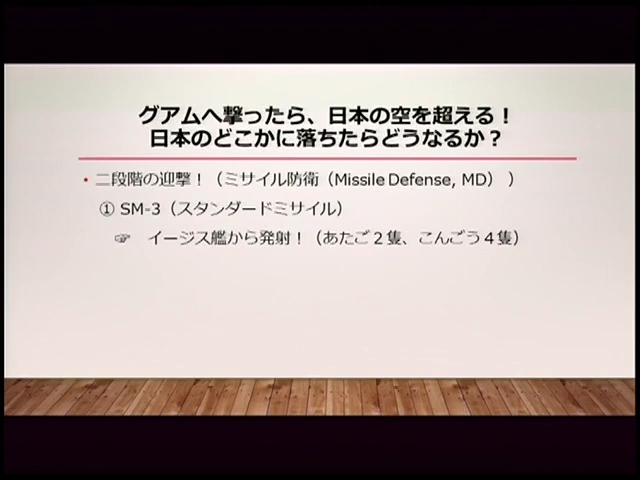 グアムへ撃ったら、日本の空を超える！
日本のどこかに落ちたらどうなるか？
・二段階の迎撃！（ミサイル防衛（Missile Defense, MD））
① SM-3（スタンダードミサイル）
☞ イージス艦から発射！（あたご２隻、こんごう４隻）